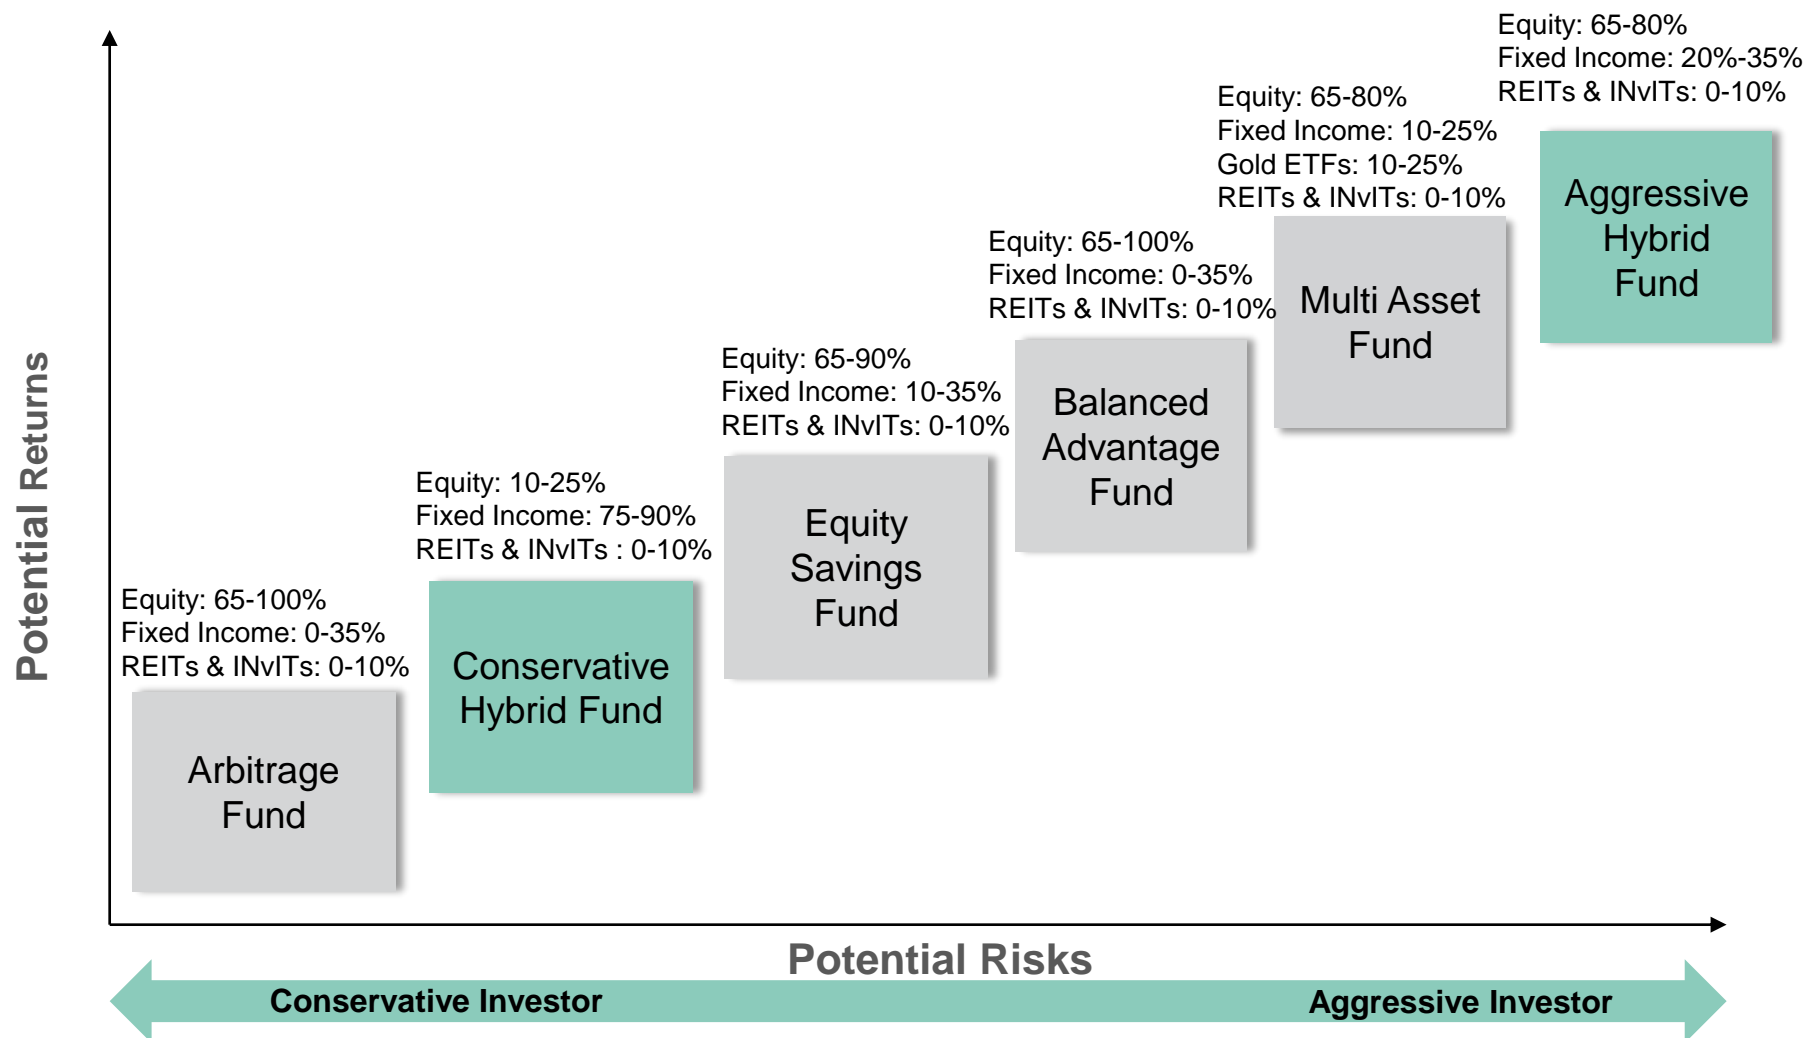 Equity: 65-80%
Fixed Income: 20%-35%
REITs & INvITs: 0-10%
Aggressive
Hybrid
Fund
Equity: 65-80%
Fixed Income: 10-25%
Gold ETFs: 10-25%
REITs & INvITs: 0-10%
Multi Asset
Fund
Equity: 65-100%
Fixed Income: 0-35%
REITs & INvITs: 0-10%
Balanced
Advantage
Fund
Equity: 65-90%
Fixed Income: 10-35%
REITs & INvITs: 0-10%
Equity
Savings
Fund
Equity: 10-25%
Fixed Income: 75-90%
REITs & INvITs : 0-10%
Conservative
Hybrid Fund
Equity: 65-100%
Fixed Income: 0-35%
REITs & INvITs: 0-10%
Arbitrage
Fund
Potential Returns
Potential Risks
Conservative Investor
Aggressive Investor